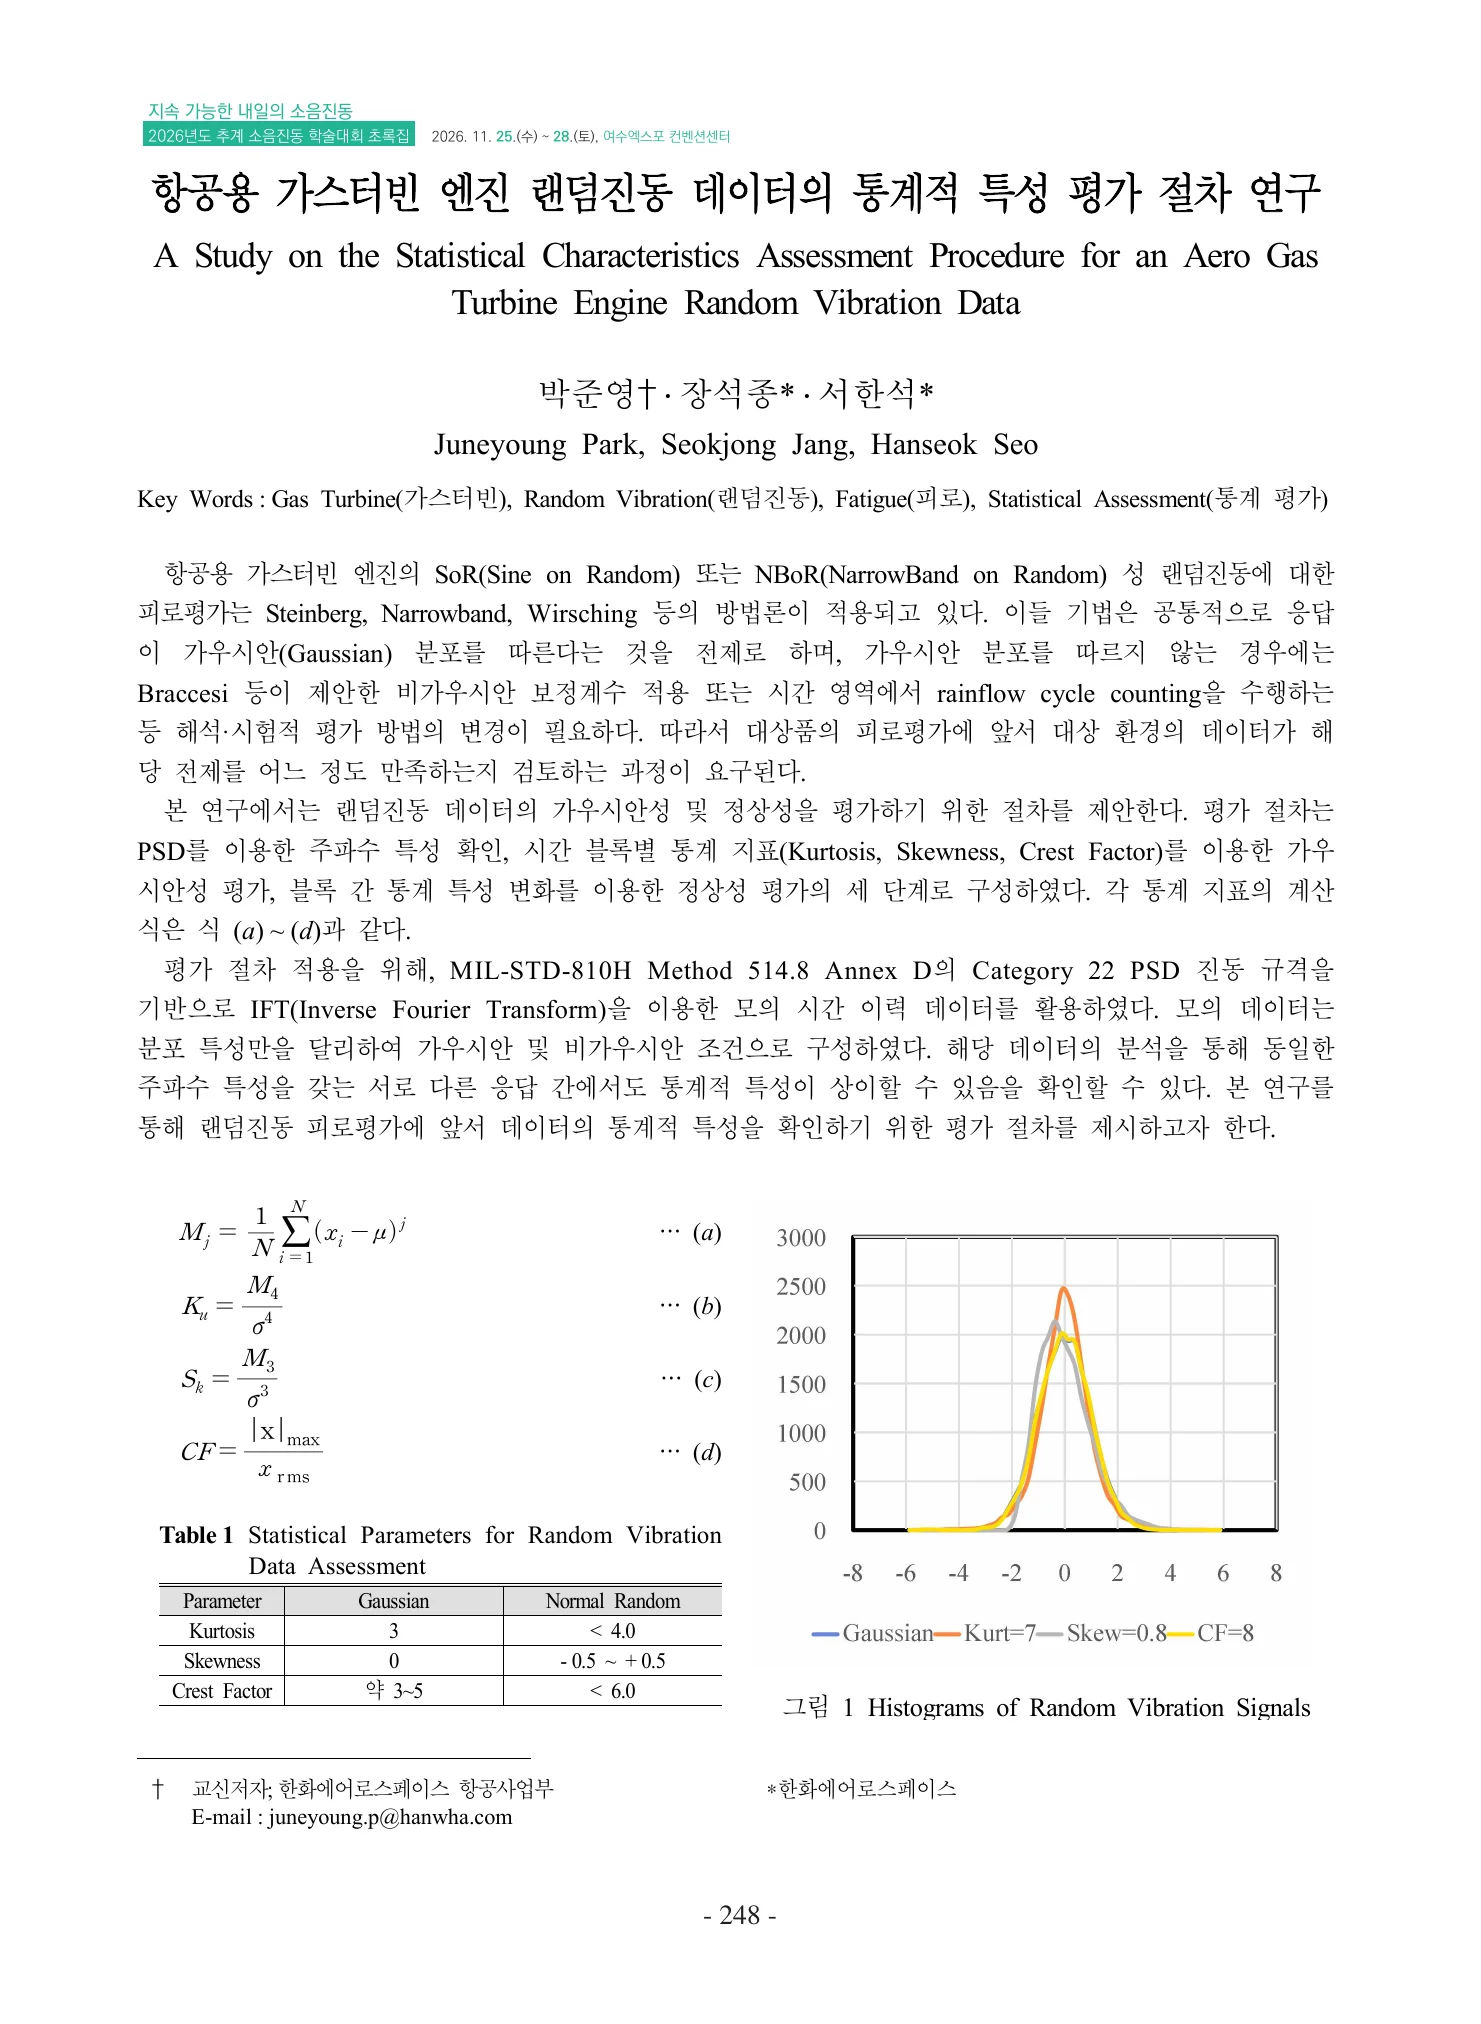 지속 가능한 내일의 소음진동
2026년도 추계 소음진동 학술대회 초록집 2026. 11. 25.(수) ~ 28.(토), 여수엑스포 컨벤션센터
항공용 가스터빈 엔진 랜덤진동 데이터의 통계적 특성 평가 절차 연구
A Study on the Statistical Characteristics Assessment Procedure for an Aero Gas
Turbine Engine Random Vibration Data
박준영†·장석종*·서한석*
Juneyoung Park, Seokjong Jang, Hanseok Seo
Key Words : Gas Turbine(가스터빈), Random Vibration(랜덤진동), Fatigue(피로), Statistical Assessment(통계 평가)
항공용 가스터빈 엔진의 SoR(Sine on Random) 또는 NBoR(NarrowBand on Random) 성 랜덤진동에 대한
피로평가는 Steinberg, Narrowband, Wirsching 등의 방법론이 적용되고 있다. 이들 기법은 공통적으로 응답
이 가우시안(Gaussian) 분포를 따른다는 것을 전제로 하며, 가우시안 분포를 따르지 않는 경우에는
Braccesi 등이 제안한 비가우시안 보정계수 적용 또는 시간 영역에서 rainflow cycle counting을 수행하는
등 해석·시험적 평가 방법의 변경이 필요하다. 따라서 대상품의 피로평가에 앞서 대상 환경의 데이터가 해
당 전제를 어느 정도 만족하는지 검토하는 과정이 요구된다.
본 연구에서는 랜덤진동 데이터의 가우시안성 및 정상성을 평가하기 위한 절차를 제안한다. 평가 절차는
PSD를 이용한 주파수 특성 확인, 시간 블록별 통계 지표(Kurtosis, Skewness, Crest Factor)를 이용한 가우
시안성 평가, 블록 간 통계 특성 변화를 이용한 정상성 평가의 세 단계로 구성하였다. 각 통계 지표의 계산
식은 식 (a) ~ (d)과 같다.
평가 절차 적용을 위해, MIL-STD-810H Method 514.8 Annex D의 Category 22 PSD 진동 규격을
기반으로 IFT(Inverse Fourier Transform)을 이용한 모의 시간 이력 데이터를 활용하였다. 모의 데이터는
분포 특성만을 달리하여 가우시안 및 비가우시안 조건으로 구성하였다. 해당 데이터의 분석을 통해 동일한
주파수 특성을 갖는 서로 다른 응답 간에서도 통계적 특성이 상이할 수 있음을 확인할 수 있다. 본 연구를
통해 랜덤진동 피로평가에 앞서 데이터의 통계적 특성을 확인하기 위한 평가 절차를 제시하고자 한다.
M_j = 1/N ∑_{i=1}^{N} (x_i − μ)^j ··· (a)
K_u = M_4/σ^4 ··· (b)
S_k = M_3/σ^3 ··· (c)
CF = |x|_max / x_rms ··· (d)
Table 1 Statistical Parameters for Random Vibration
Data Assessment
Parameter Gaussian Normal Random
Kurtosis 3 < 4.0
Skewness 0 - 0.5 ~ + 0.5
Crest Factor 약 3~5 < 6.0
3000
2500
2000
1500
1000
500
0
-8 -6 -4 -2 0 2 4 6 8
Gaussian Kurt=7 Skew=0.8 CF=8
그림 1 Histograms of Random Vibration Signals
† 교신저자; 한화에어로스페이스 항공사업부
E-mail : juneyoung.p@hanwha.com
*한화에어로스페이스
- 248 -